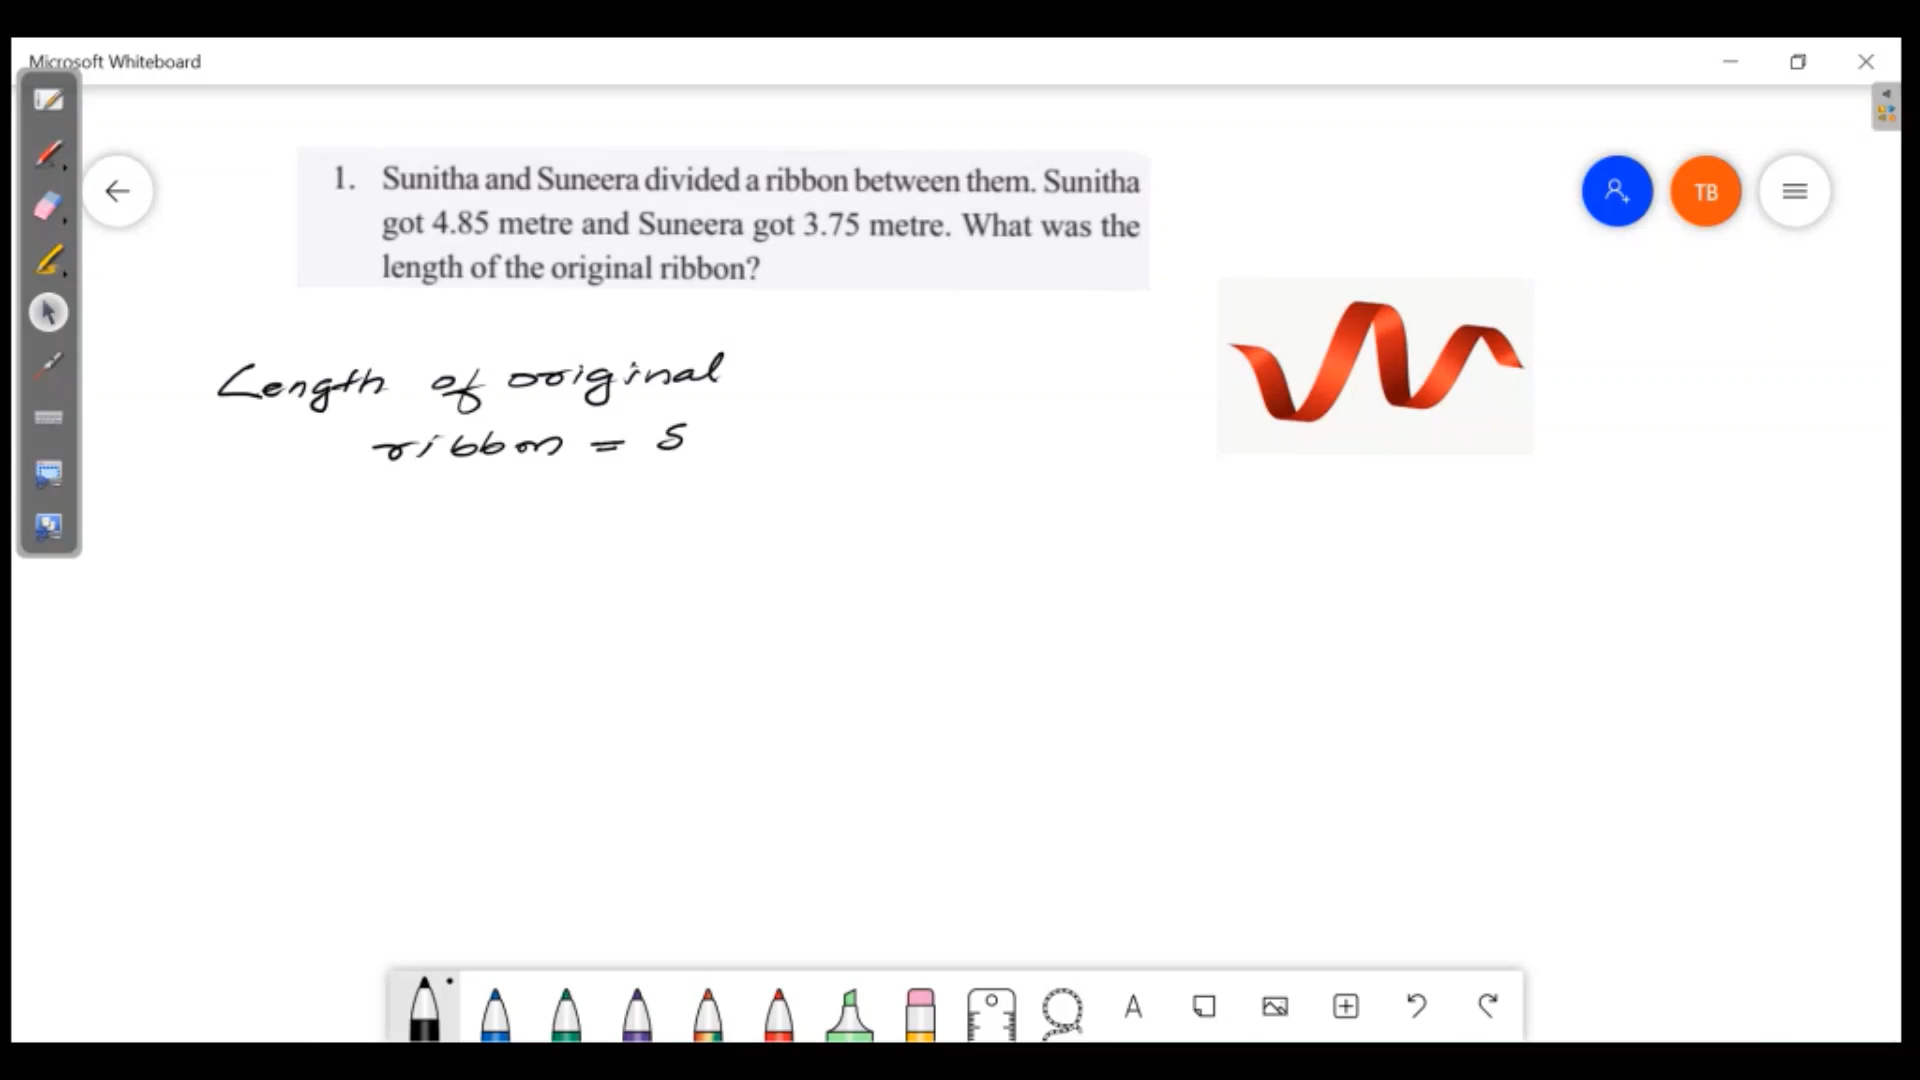 Microsoft Whiteboard
TB
1. Sunitha and Suneera divided a ribbon between them. Sunitha
got 4.85 metre and Suneera got 3.75 metre. What was the
length of the original ribbon?
Length of original
ribbon = S
A